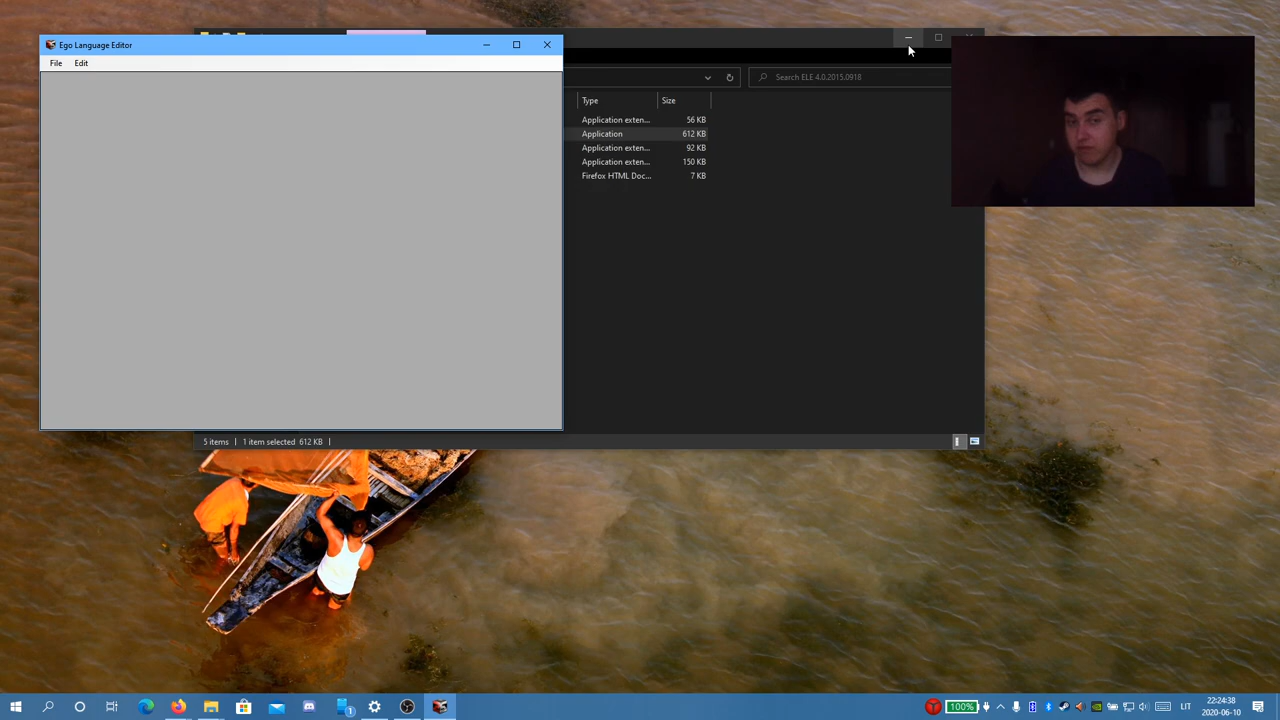 Ego Language Editor
File Edit
Search ELE 4.0.2015.0918
Type Size
Application exten... 56 KB
Application 612 KB
Application exten... 92 KB
Application exten... 150 KB
Firefox HTML Doc... 7 KB
5 items 1 item selected 612 KB
1
100%
LIT
22:24:38
2020-06-10